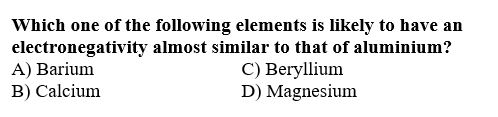 Which one of the following elements is likely to have an
electronegativity almost similar to that of aluminium?
A) Barium C) Beryllium
B) Calcium D) Magnesium